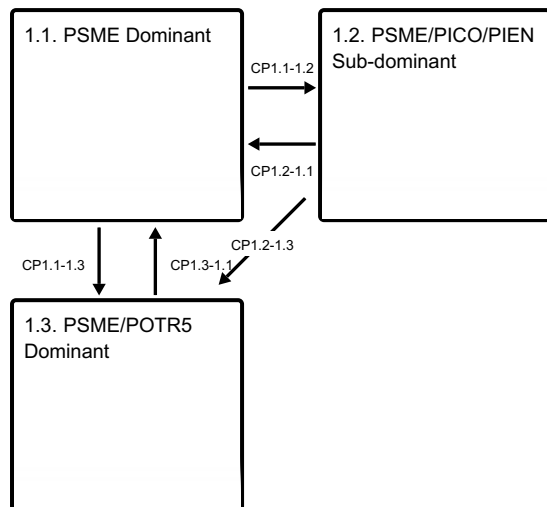 1.1. PSME Dominant
1.2. PSME/PICO/PIEN
Sub-dominant
CP1.1-1.2
CP1.2-1.1
CP1.1-1.3
CP1.3-1.1
CP1.2-1.3
1.3. PSME/POTR5
Dominant